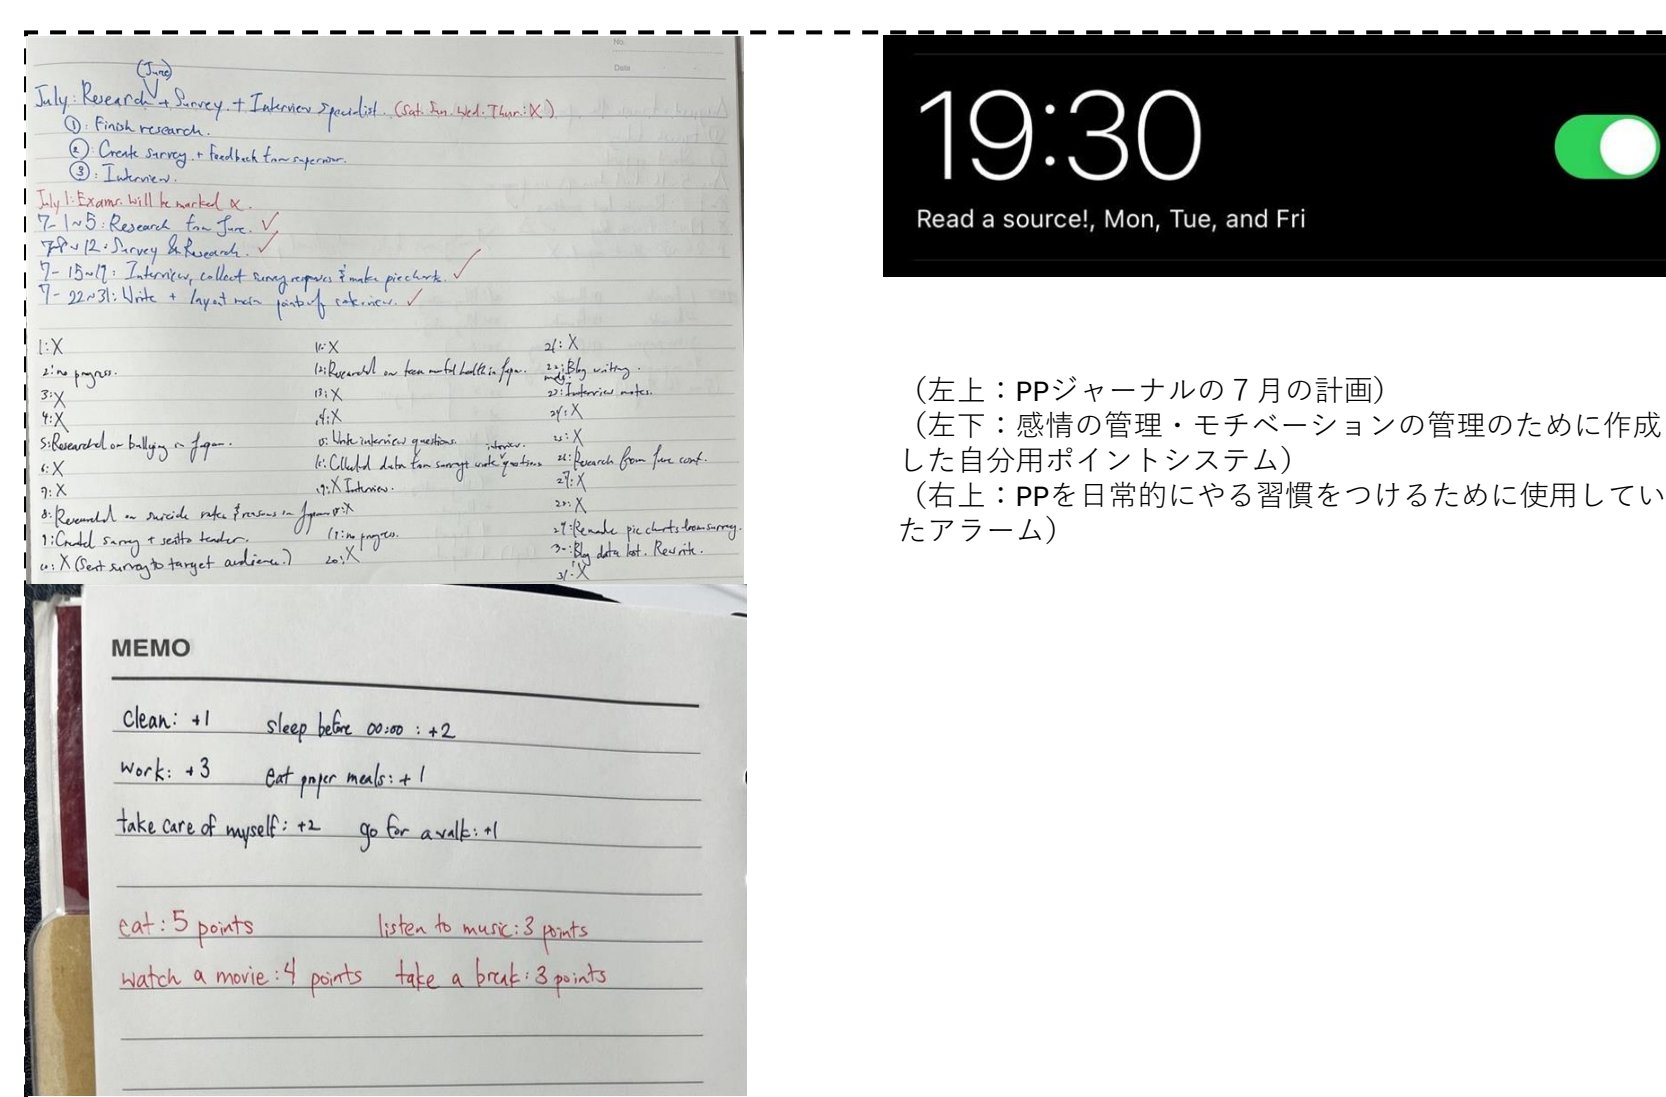 No.
Date
(June)
July: Research + Survey + Interview specialist. (Sat. Sun. Wed. Thur: X)
①: Finish research.
②: Create survey + feedback from supervisor.
③: Interview.
July 1: Exams. will be marked X.
7-1~5: Research from June. ✓
7-8~12: Survey & Research. ✓
7-15~19: Interview, collect survey responses & make piecharts. ✓
7-22~31: Write + layout main points of interview. ✓
1: X
2: no progress.
3: X
4: X
5: Researched on bullying in Japan.
6: X
7: X
8: Researched on suicide rates & reasons in Japan
9: Created survey + sent to teacher.
10: X (Sent survey to target audience.)
11: X
12: Researched on teen mental health in Japan.
13: X
14: X
15: Write interview questions.
16: Collected data from survey & write interview questions
17: X Interview.
18: X
19: no progress.
20: X
21: X
22: Blog writing.
23: Interview notes.
24: X
25: X
26: Research from June cont.
27: X
28: X
29: Remake pie charts from survey.
30: Blog data lost. Rewrite.
31: X
MEMO
clean: +1 sleep before 00:00 : +2
work: +3 eat proper meals: +1
take care of myself: +2 go for a walk: +1
eat: 5 points listen to music: 3 points
watch a movie: 4 points take a break: 3 points
19:30
Read a source!, Mon, Tue, and Fri
（左上：PPジャーナルの７月の計画）
（左下：感情の管理・モチベーションの管理のために作成
した自分用ポイントシステム）
（右上：PPを日常的にやる習慣をつけるために使用してい
たアラーム）